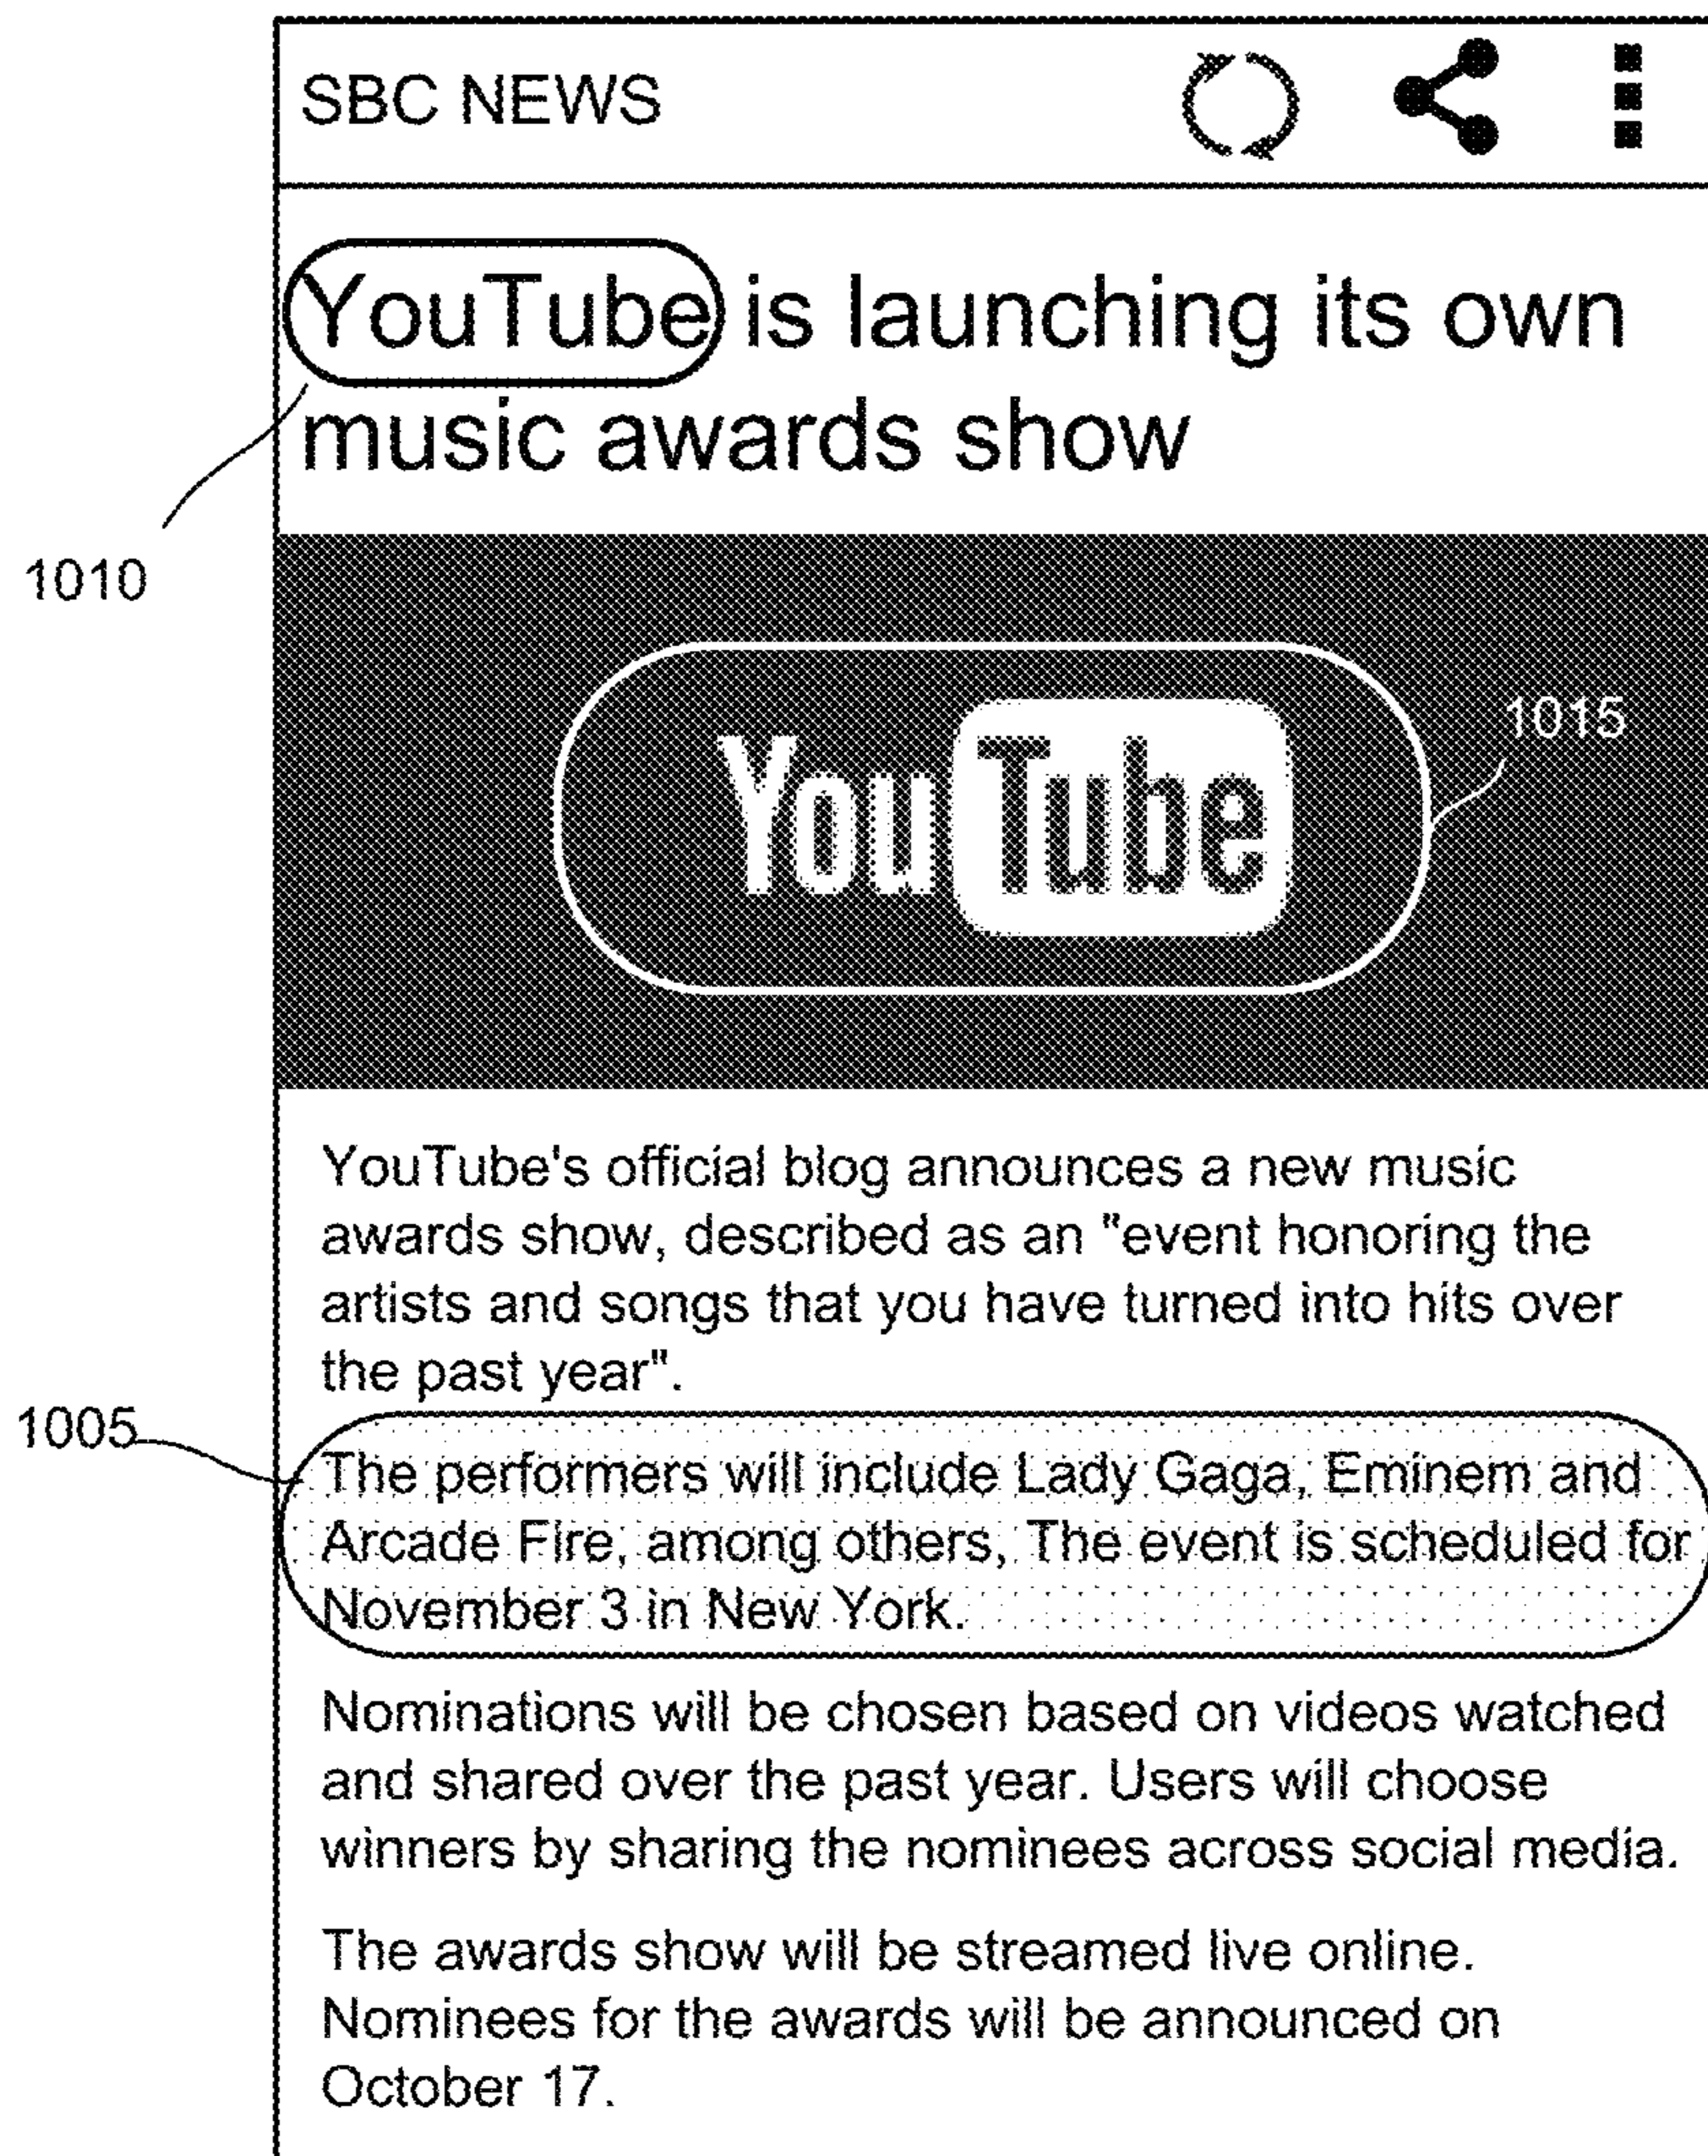 SBC NEWS
YouTube is launching its own
music awards show
1010
1015
YouTube
YouTube's official blog announces a new music
awards show, described as an "event honoring the
artists and songs that you have turned into hits over
the past year".
1005
The performers will include Lady Gaga, Eminem and
Arcade Fire, among others, The event is scheduled for
November 3 in New York.
Nominations will be chosen based on videos watched
and shared over the past year. Users will choose
winners by sharing the nominees across social media.
The awards show will be streamed live online.
Nominees for the awards will be announced on
October 17.